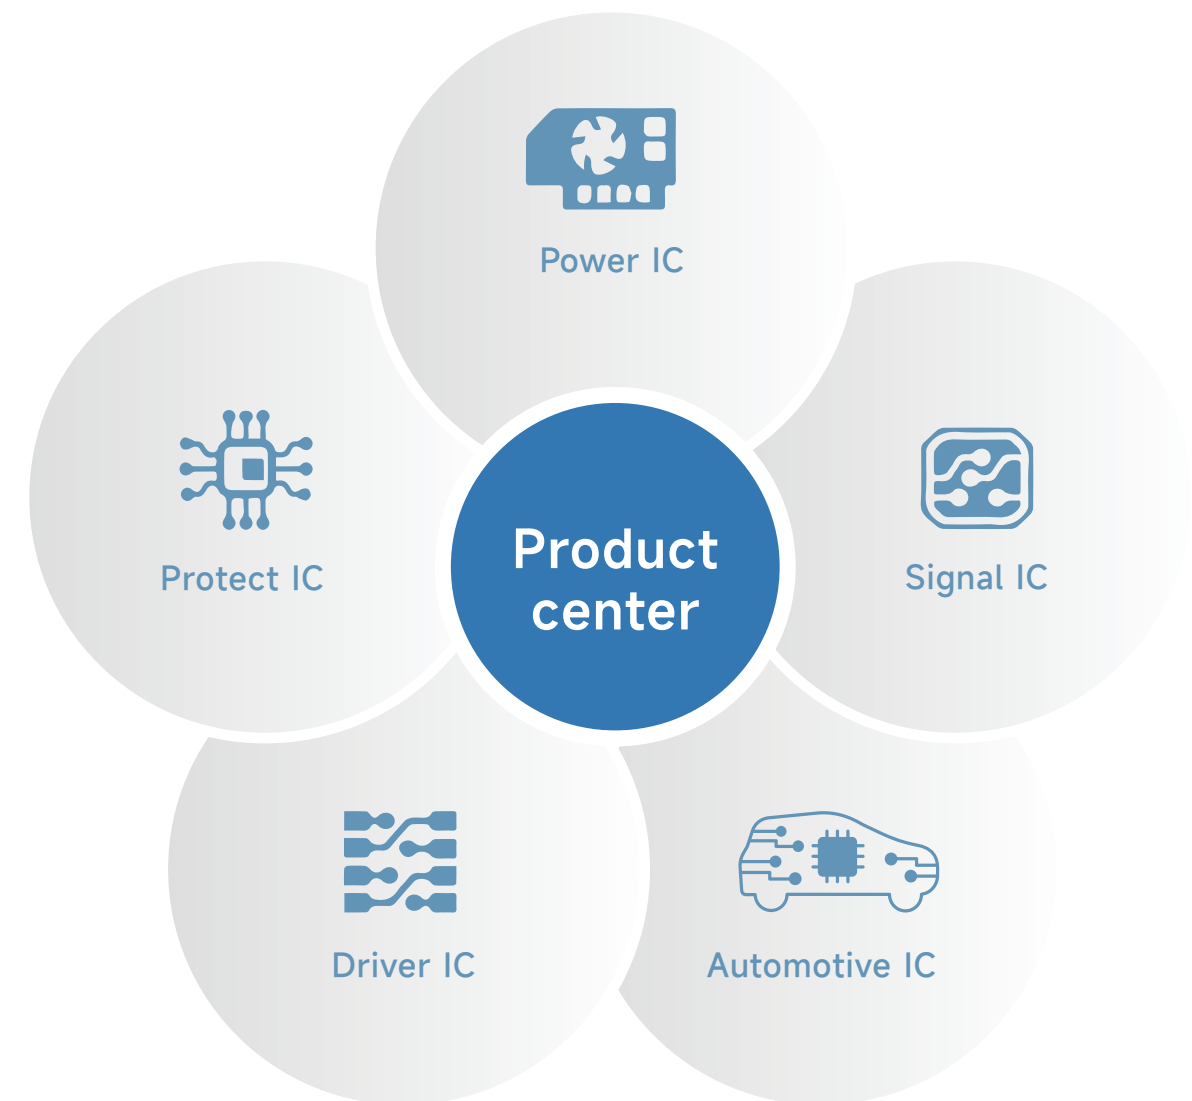 Power IC
Protect IC
Signal IC
Product
center
Driver IC
Automotive IC